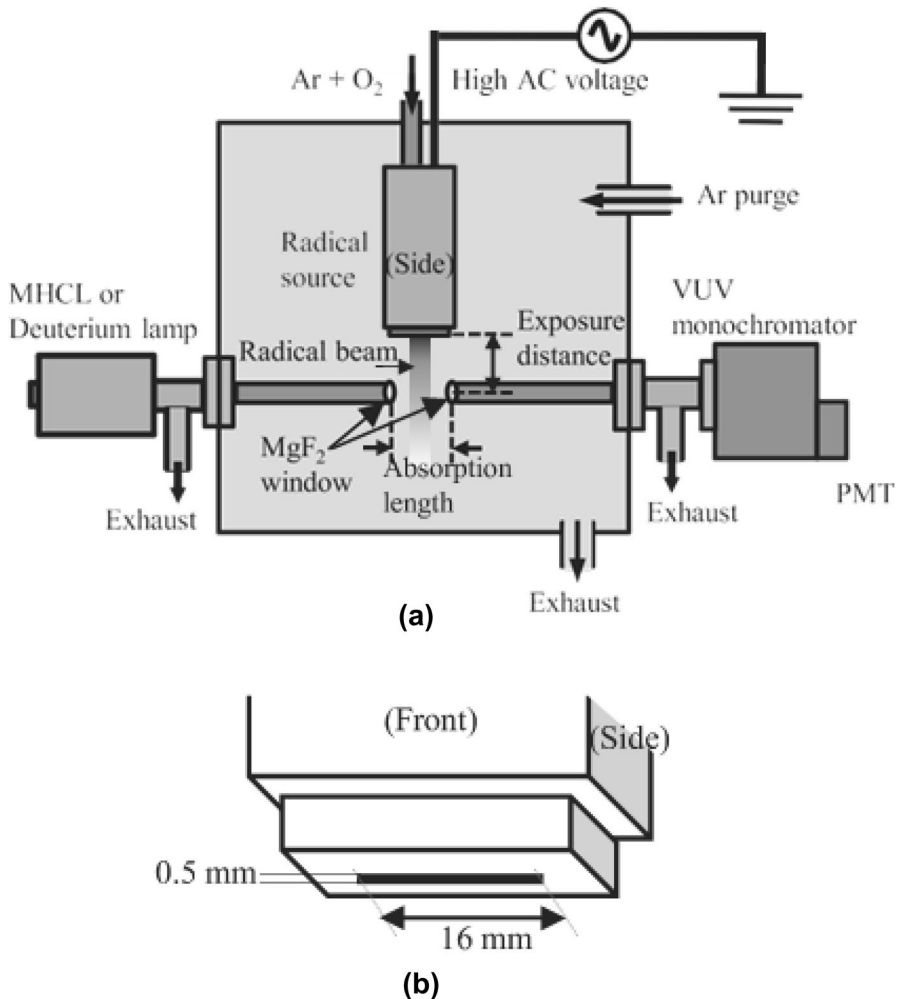 Ar + O₂
High AC voltage
Ar purge
Radical
source
(Side)
MHCL or
Deuterium lamp
VUV
monochromator
Exposure
distance
Radical beam
MgF₂
window
Absorption
length
Exhaust
Exhaust
PMT
Exhaust
(a)
(Front)
(Side)
0.5 mm
16 mm
(b)